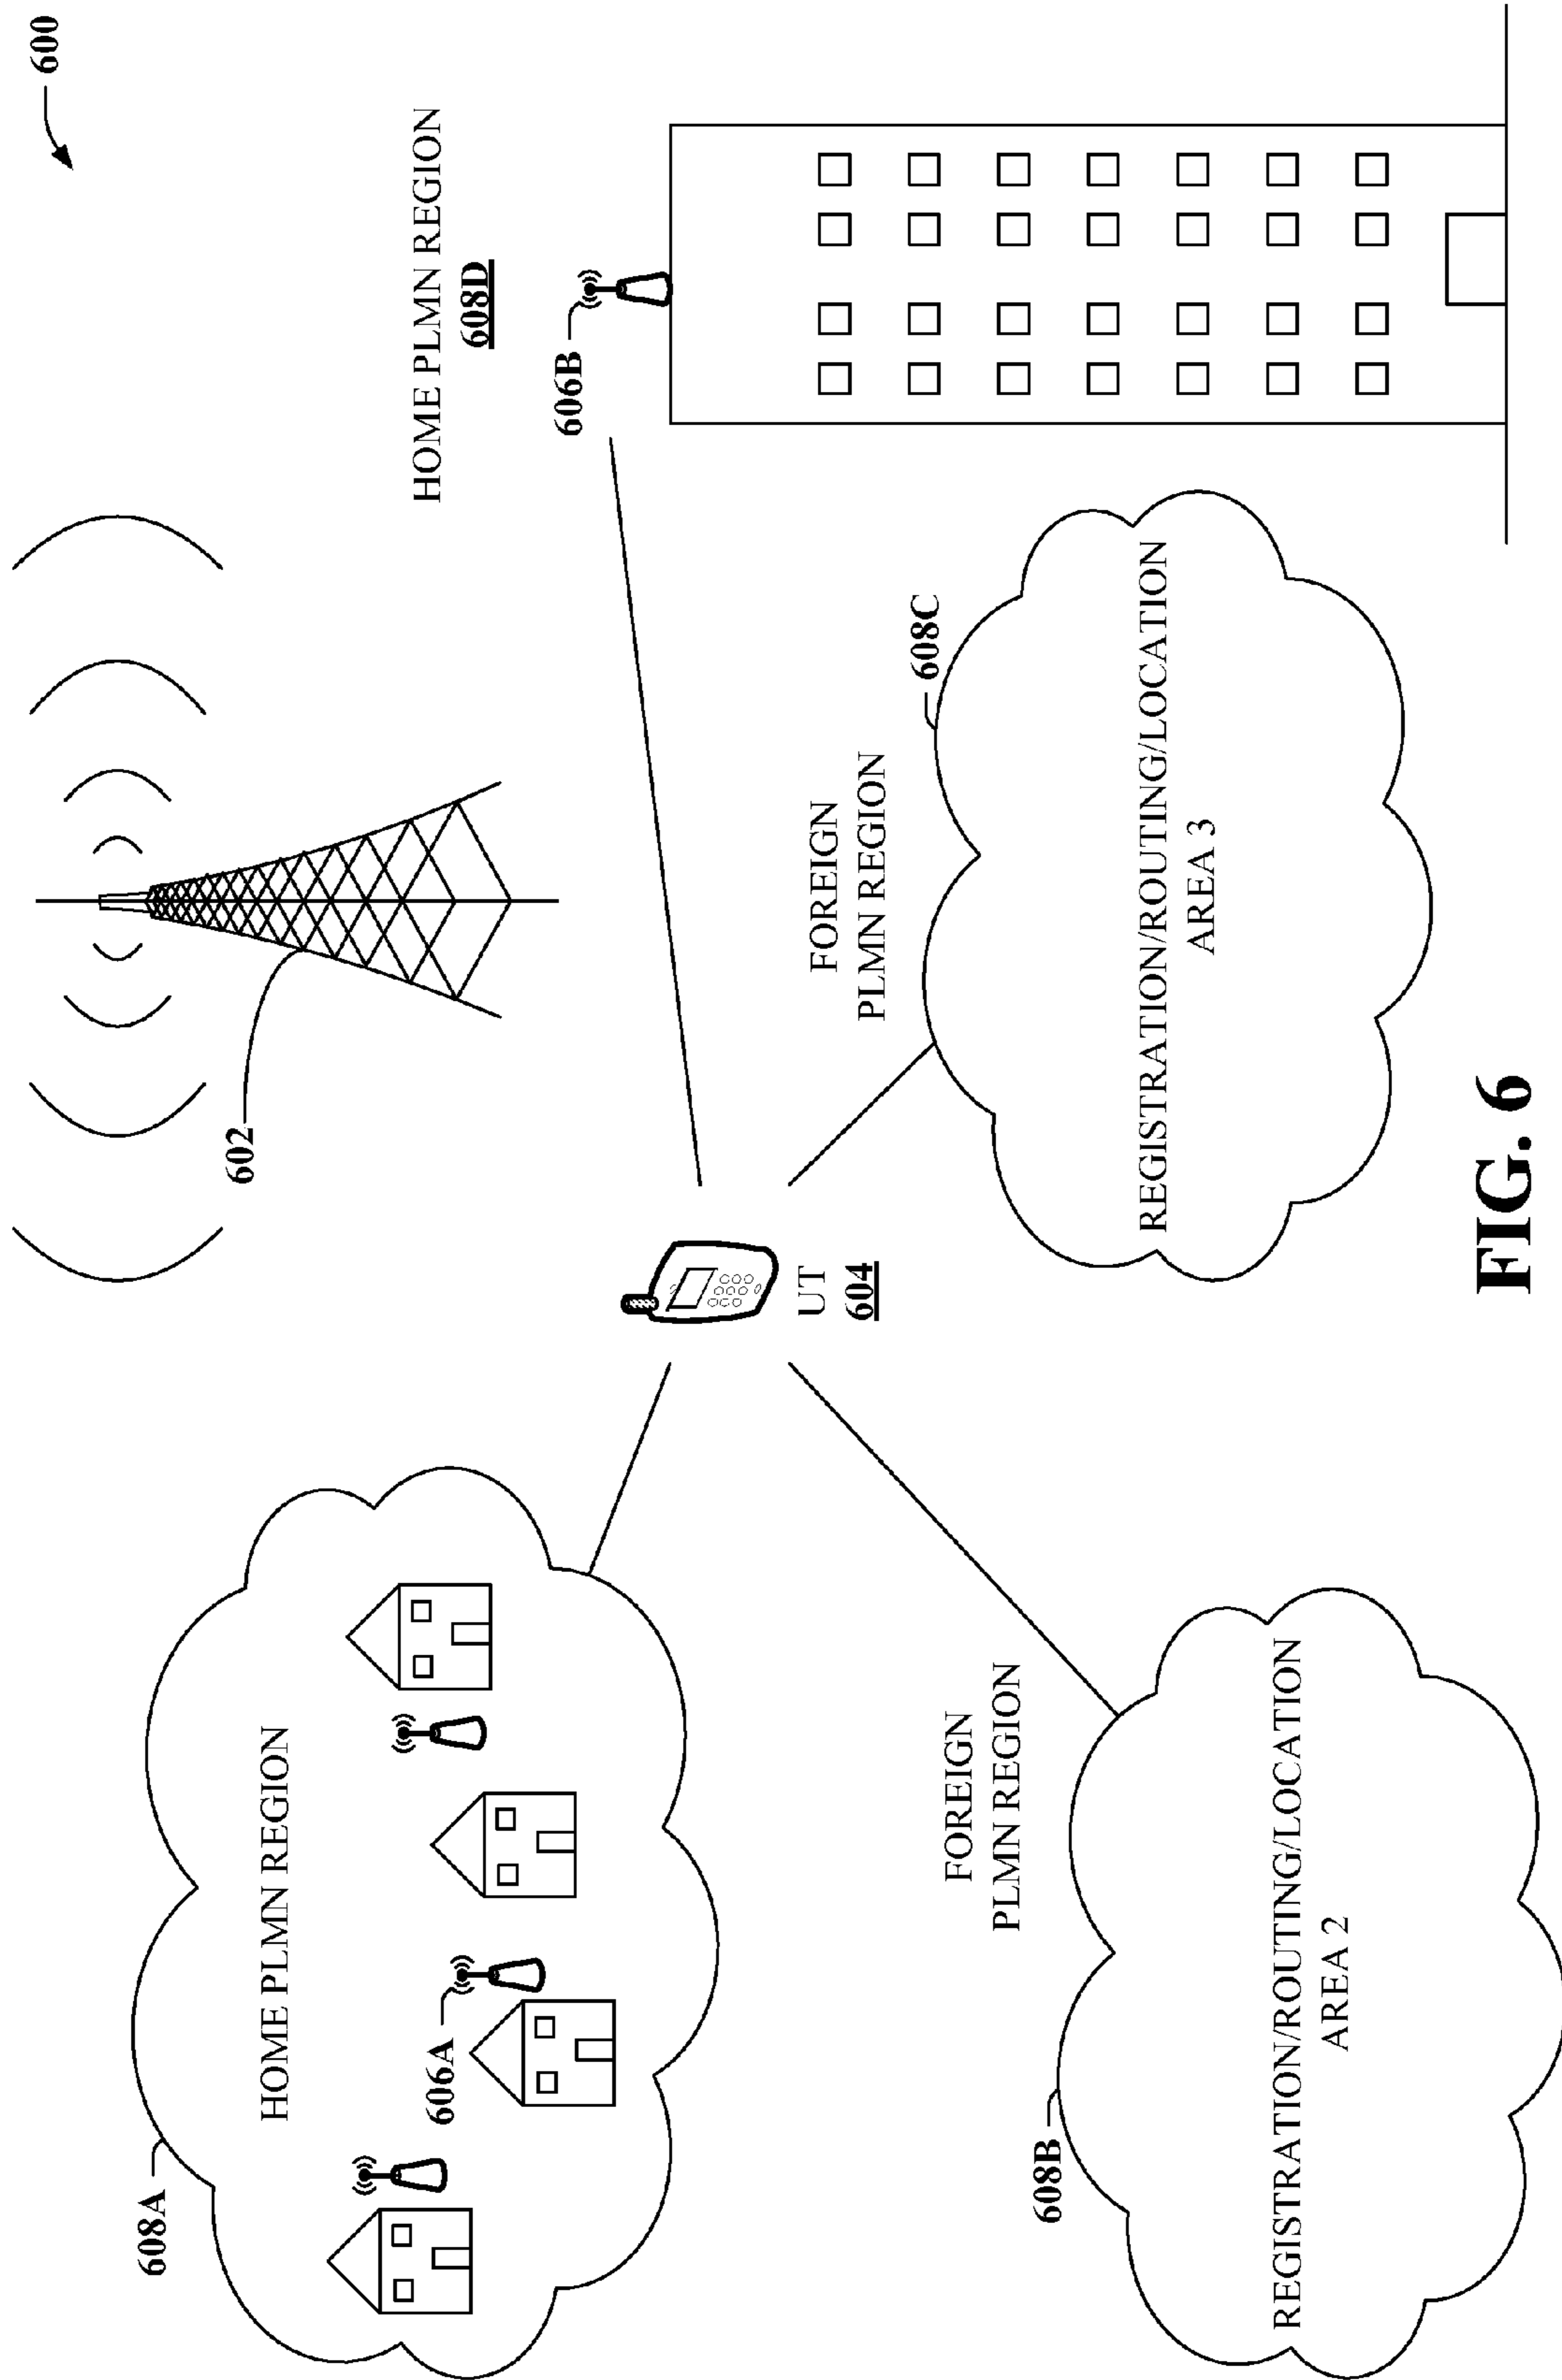 600
602
HOME PLMN REGION
608D
606B
608A
HOME PLMN REGION
606A
UT
604
FOREIGN
PLMN REGION
608C
REGISTRATION/ROUTING/LOCATION
AREA 3
FOREIGN
PLMN REGION
608B
REGISTRATION/ROUTING/LOCATION
AREA 2
FIG. 6